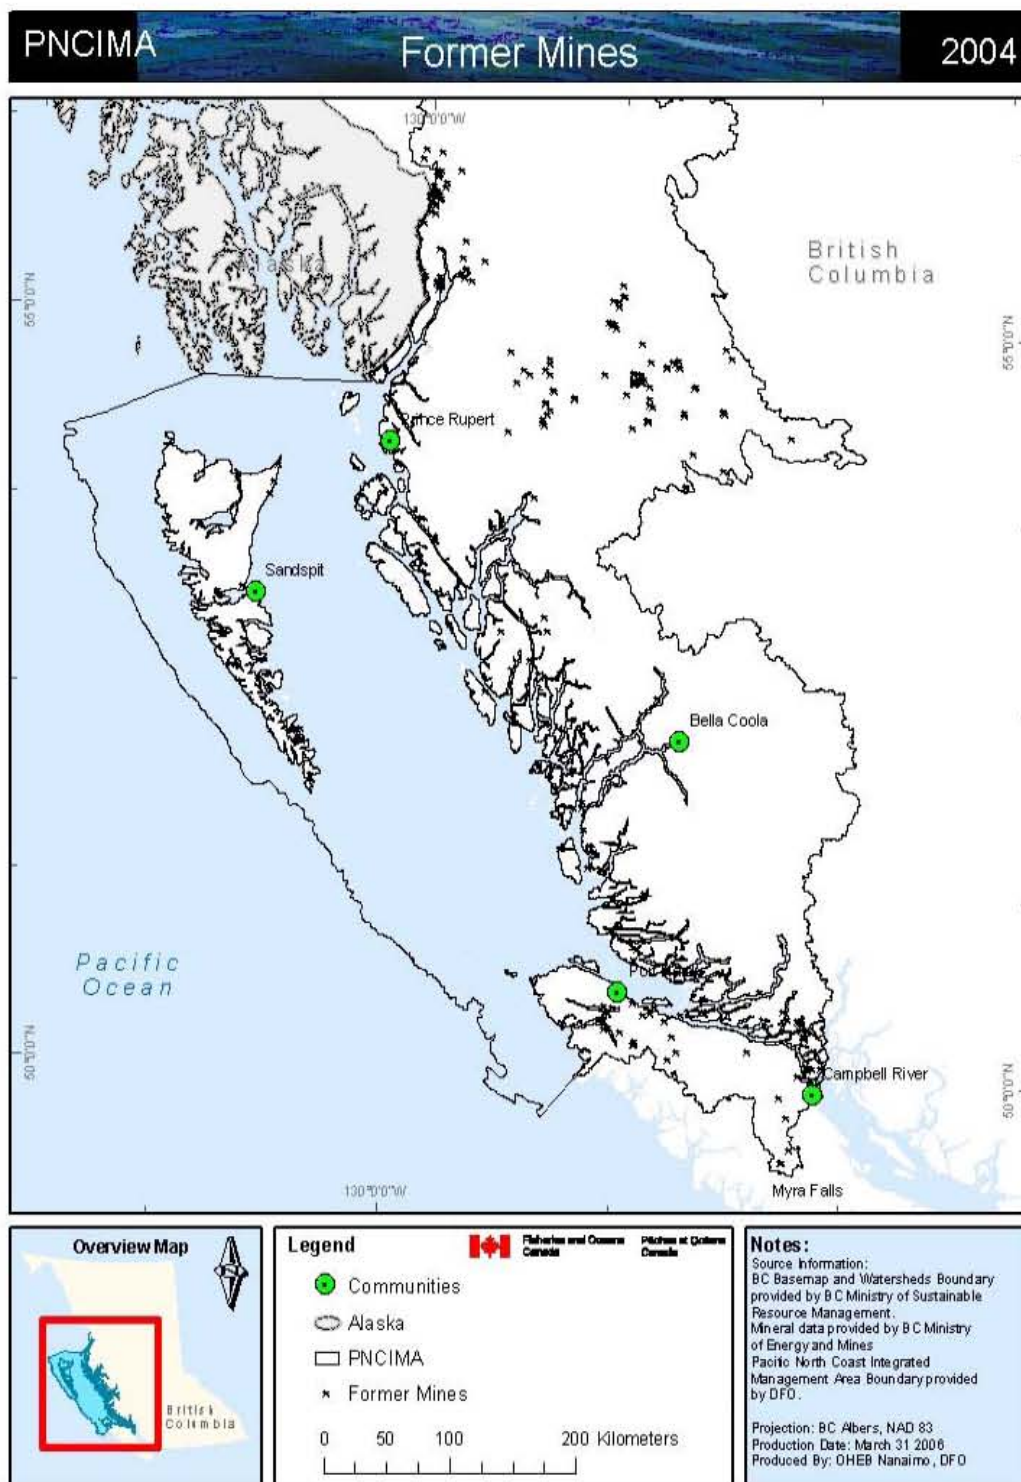 PNCIMA
Former Mines
2004
130°0'0"W
British
Columbia
Alaska
55°0'0"N
55°0'0"N
Prince Rupert
Sandspit
Bella Coola
Pacific
Ocean
50°0'0"N
50°0'0"N
Campbell River
Myra Falls
130°0'0"W
Overview Map
British
Columbia
Legend
Fisheries and Oceans
Canada
Pêches et Océans
Canada
Communities
Alaska
PNCIMA
Former Mines
0 50 100 200 Kilometers
Notes:
Source Information:
BC Basemap and Watersheds Boundary
provided by BC Ministry of Sustainable
Resource Management.
Mineral data provided by BC Ministry
of Energy and Mines
Pacific North Coast Integrated
Management Area Boundary provided
by DFO.
Projection: BC Albers, NAD 83
Production Date: March 31 2006
Produced By: OHEB Nanaimo, DFO